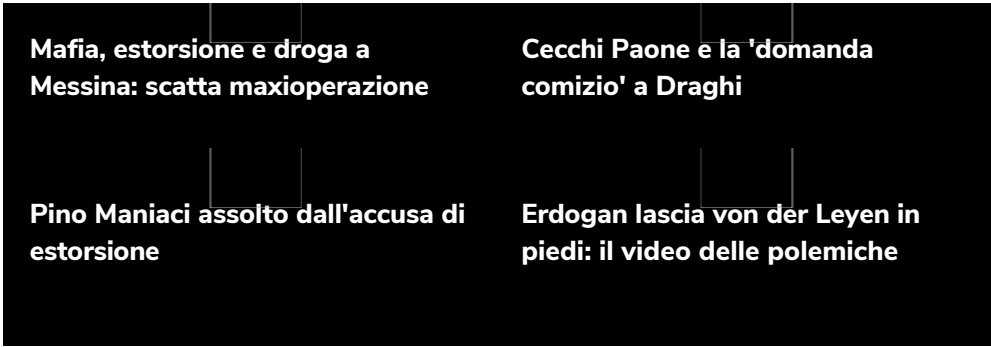 Mafia, estorsione e droga a
Messina: scatta maxioperazione
Cecchi Paone e la 'domanda
comizio' a Draghi
Pino Maniaci assolto dall'accusa di
estorsione
Erdogan lascia von der Leyen in
piedi: il video delle polemiche